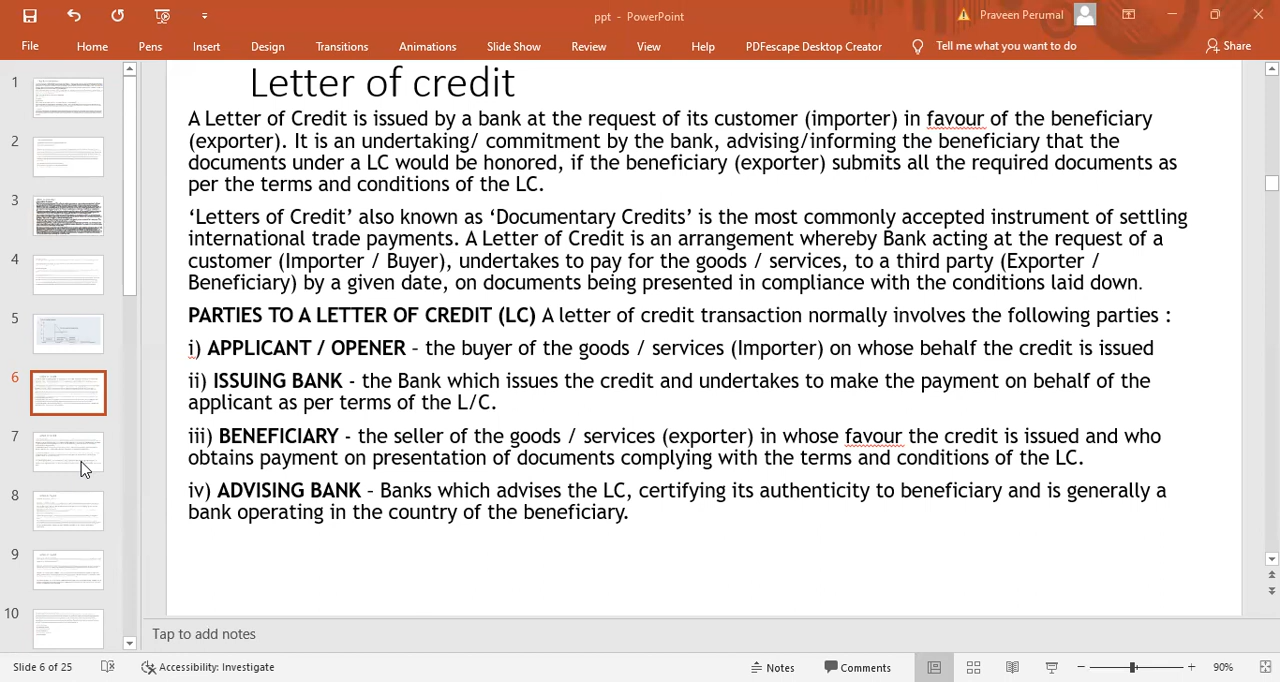 ppt - PowerPoint
Praveen Perumal
File Home Pens Insert Design Transitions Animations Slide Show Review View Help PDFescape Desktop Creator Tell me what you want to do Share
1
2
3
4
5
6
7
8
9
10
Letter of credit
A Letter of Credit is issued by a bank at the request of its customer (importer) in favour of the beneficiary
(exporter). It is an undertaking/ commitment by the bank, advising/informing the beneficiary that the
documents under a LC would be honored, if the beneficiary (exporter) submits all the required documents as
per the terms and conditions of the LC.
‘Letters of Credit’ also known as ‘Documentary Credits’ is the most commonly accepted instrument of settling
international trade payments. A Letter of Credit is an arrangement whereby Bank acting at the request of a
customer (Importer / Buyer), undertakes to pay for the goods / services, to a third party (Exporter /
Beneficiary) by a given date, on documents being presented in compliance with the conditions laid down.
PARTIES TO A LETTER OF CREDIT (LC) A letter of credit transaction normally involves the following parties :
i) APPLICANT / OPENER – the buyer of the goods / services (Importer) on whose behalf the credit is issued
ii) ISSUING BANK - the Bank which issues the credit and undertakes to make the payment on behalf of the
applicant as per terms of the L/C.
iii) BENEFICIARY - the seller of the goods / services (exporter) in whose favour the credit is issued and who
obtains payment on presentation of documents complying with the terms and conditions of the LC.
iv) ADVISING BANK – Banks which advises the LC, certifying its authenticity to beneficiary and is generally a
bank operating in the country of the beneficiary.
Tap to add notes
Slide 6 of 25 Accessibility: Investigate Notes Comments 90%